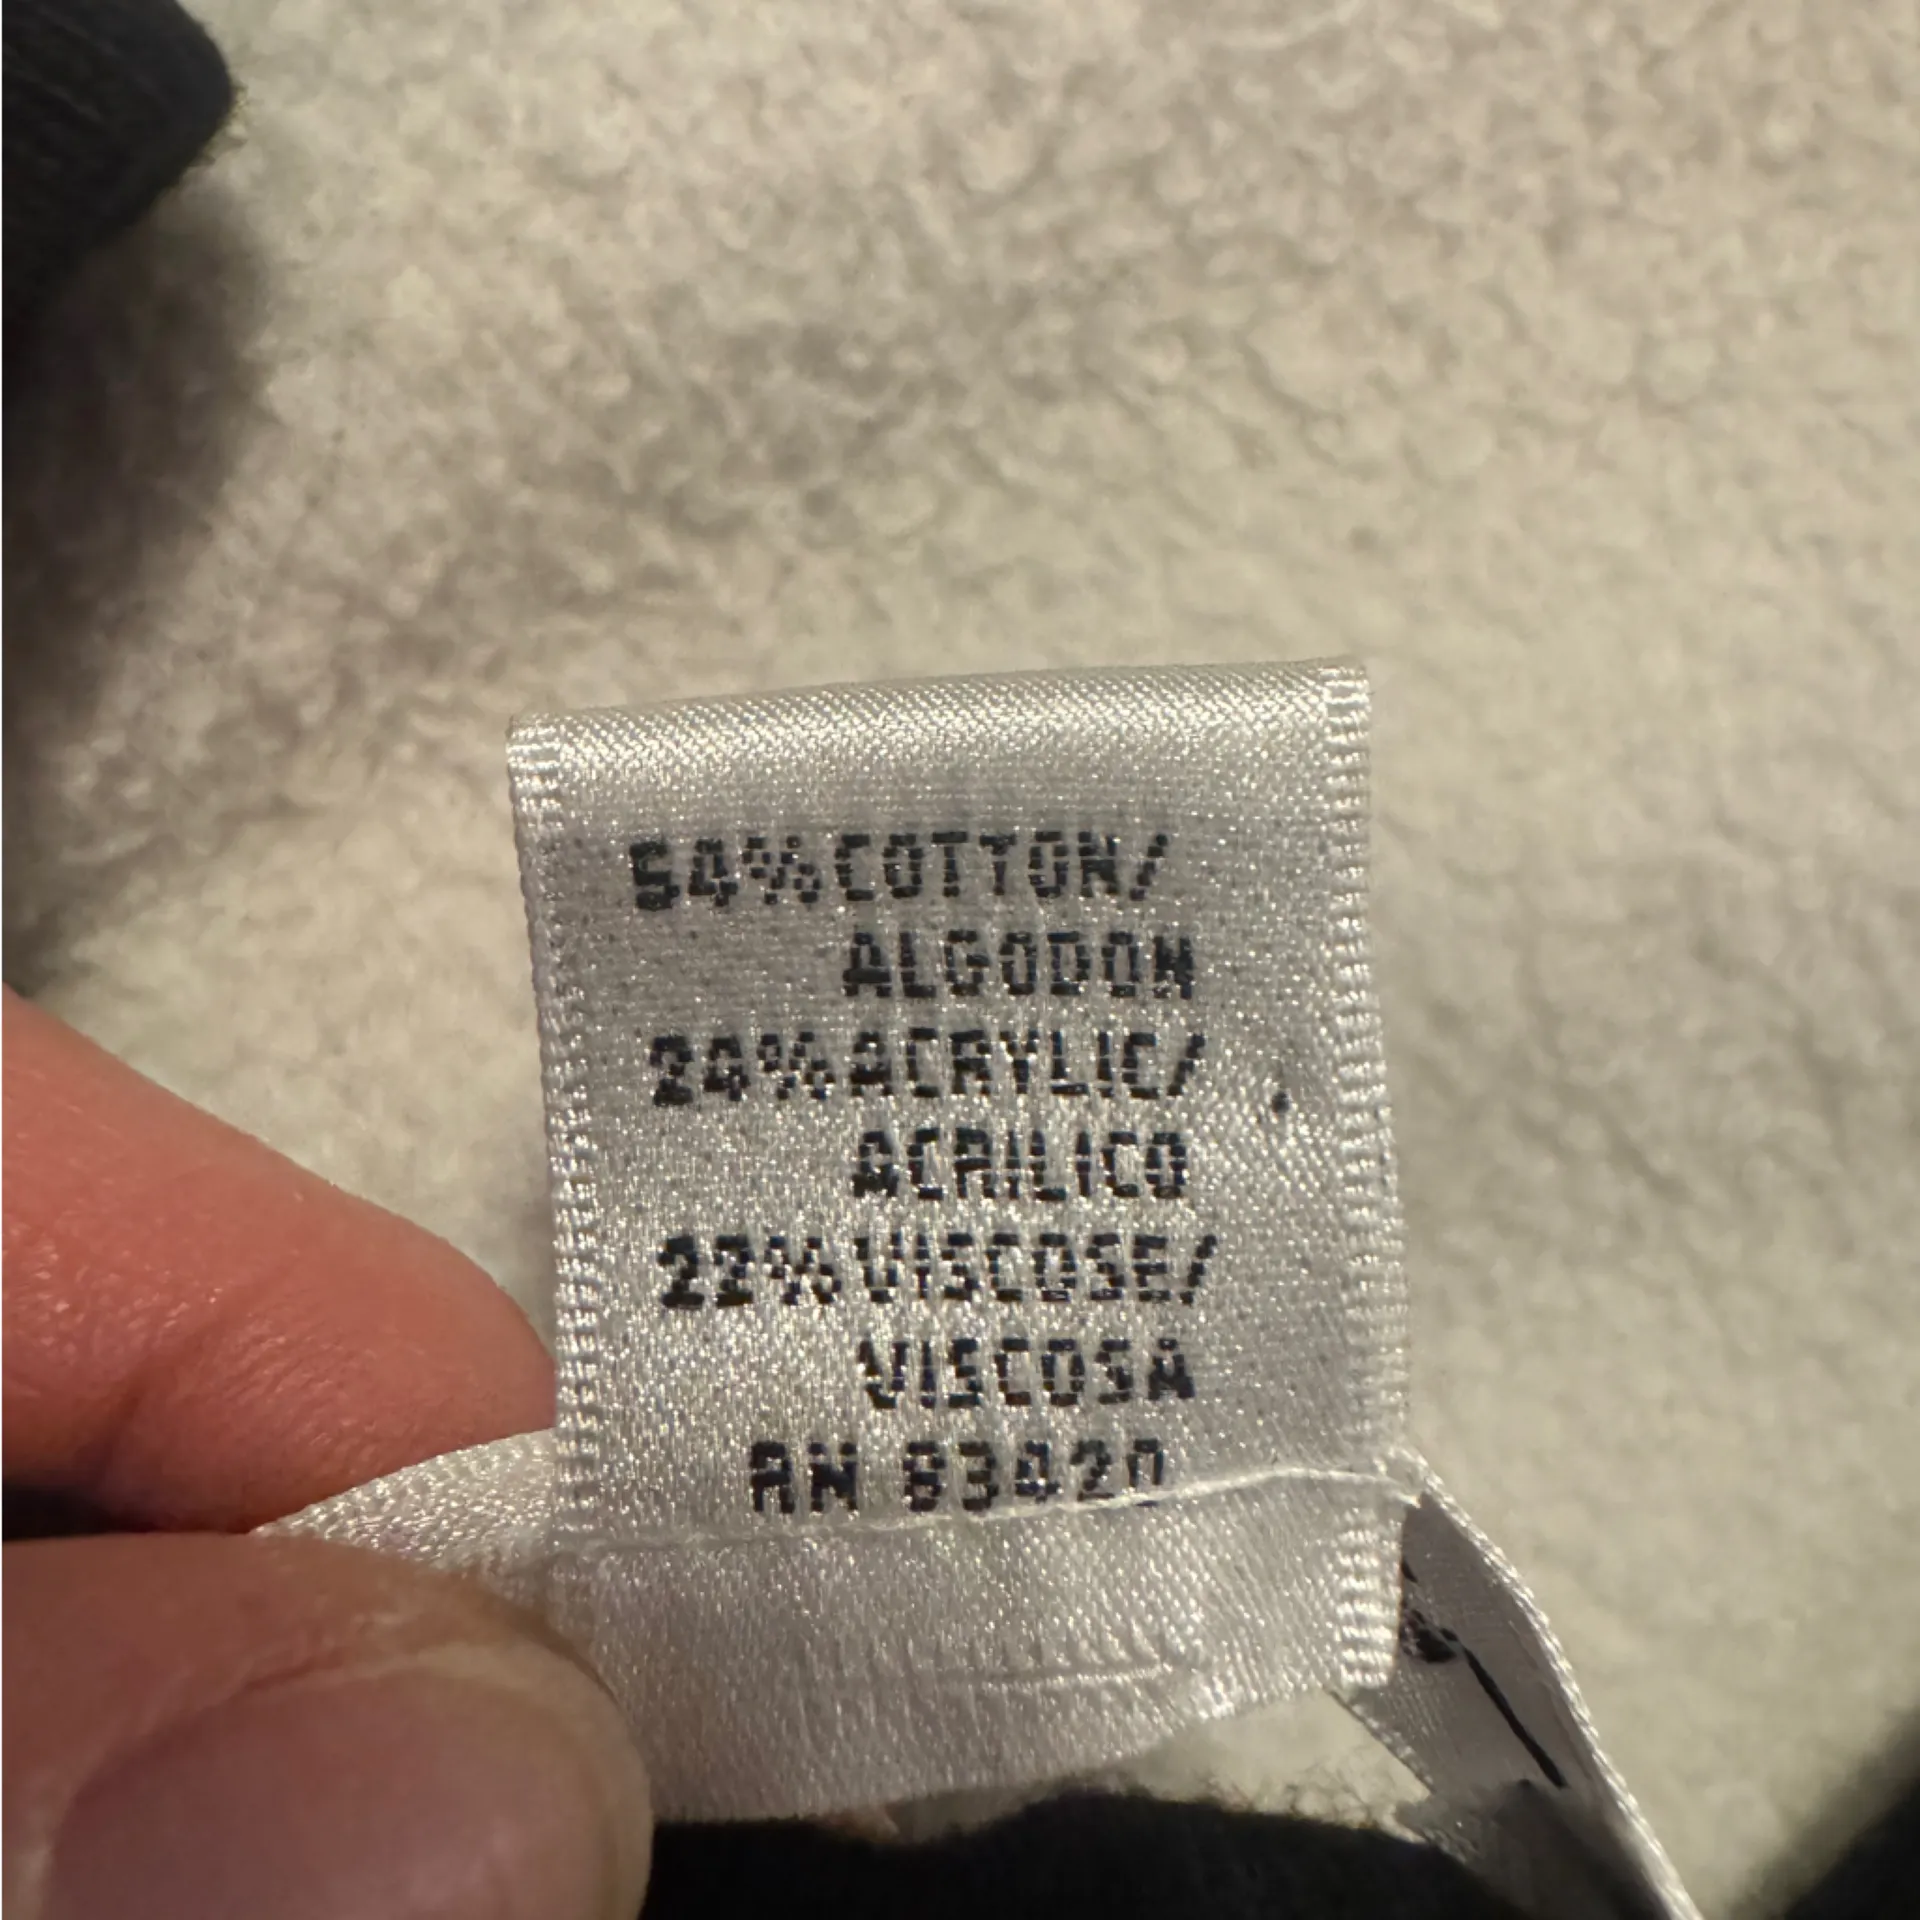 54% COTTON/
ALGODON
24% ACRYLIC/
ACRILICO
22% VISCOSE/
VISCOSA
RN 83420